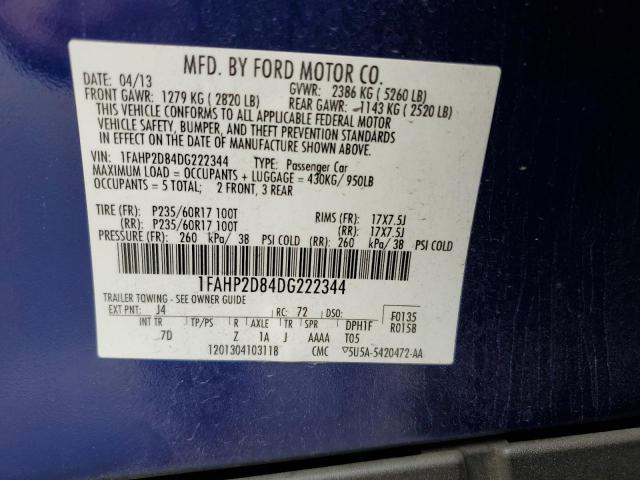 MFD. BY FORD MOTOR CO.
DATE: 04/13 GVWR: 2386 KG ( 5260 LB)
FRONT GAWR: 1279 KG ( 2820 LB) REAR GAWR: 1143 KG ( 2520 LB)
THIS VEHICLE CONFORMS TO ALL APPLICABLE FEDERAL MOTOR
VEHICLE SAFETY, BUMPER, AND THEFT PREVENTION STANDARDS
IN EFFECT ON THE DATE OF MANUFACTURE SHOWN ABOVE.
VIN: 1FAHP2D84DG222344 TYPE: Passenger Car
MAXIMUM LOAD = OCCUPANTS + LUGGAGE = 430KG/ 950LB
OCCUPANTS = 5 TOTAL; 2 FRONT, 3 REAR
TIRE (FR): P235/60R17 100T RIMS (FR): 17X7.5J
(RR): P235/60R17 100T (RR): 17X7.5J
PRESSURE (FR): 260 kPa/ 38 PSI COLD (RR): 260 kPa/ 38 PSI COLD
1FAHP2D84DG222344
TRAILER TOWING - SEE OWNER GUIDE
EXT PNT: J4 RC: 72 DSO: F0135
INT TR TP/PS R AXLE TR SPR DPH1F R0158
7D Z 1A J AAAA T05
1201304103118 CMC ▽5U5A-5420472-AA